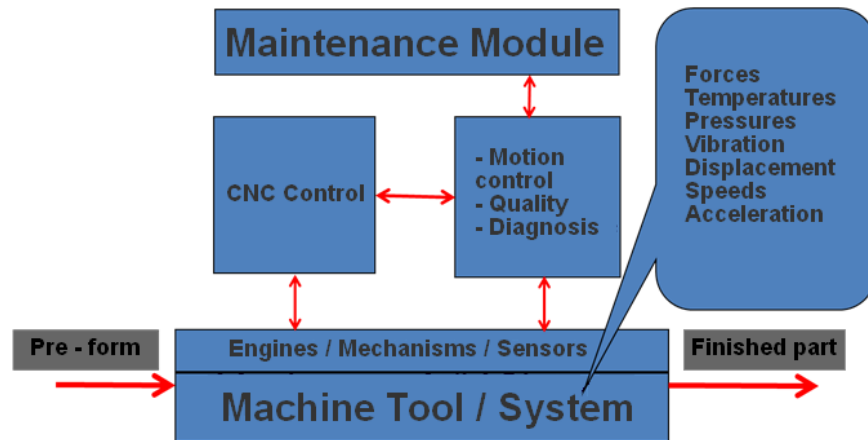 Maintenance Module
Forces
Temperatures
Pressures
Vibration
Displacement
Speeds
Acceleration
CNC Control
- Motion
control
- Quality
- Diagnosis
Pre - form
Engines / Mechanisms / Sensors
Finished part
Machine Tool / System